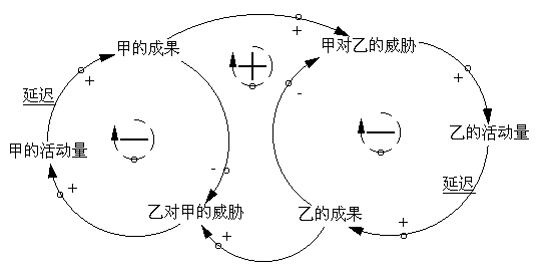 甲的成果
+
甲对乙的威胁
+
+
-
+
延迟
-
-
乙的活动量
甲的活动量
延迟
-
+
乙对甲的威胁
乙的成果
+
+